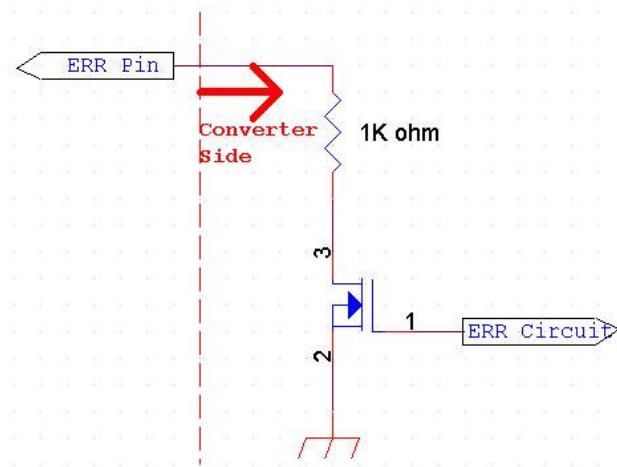 ERR Pin
Converter
Side
1K ohm
3
1
ERR Circuit
2